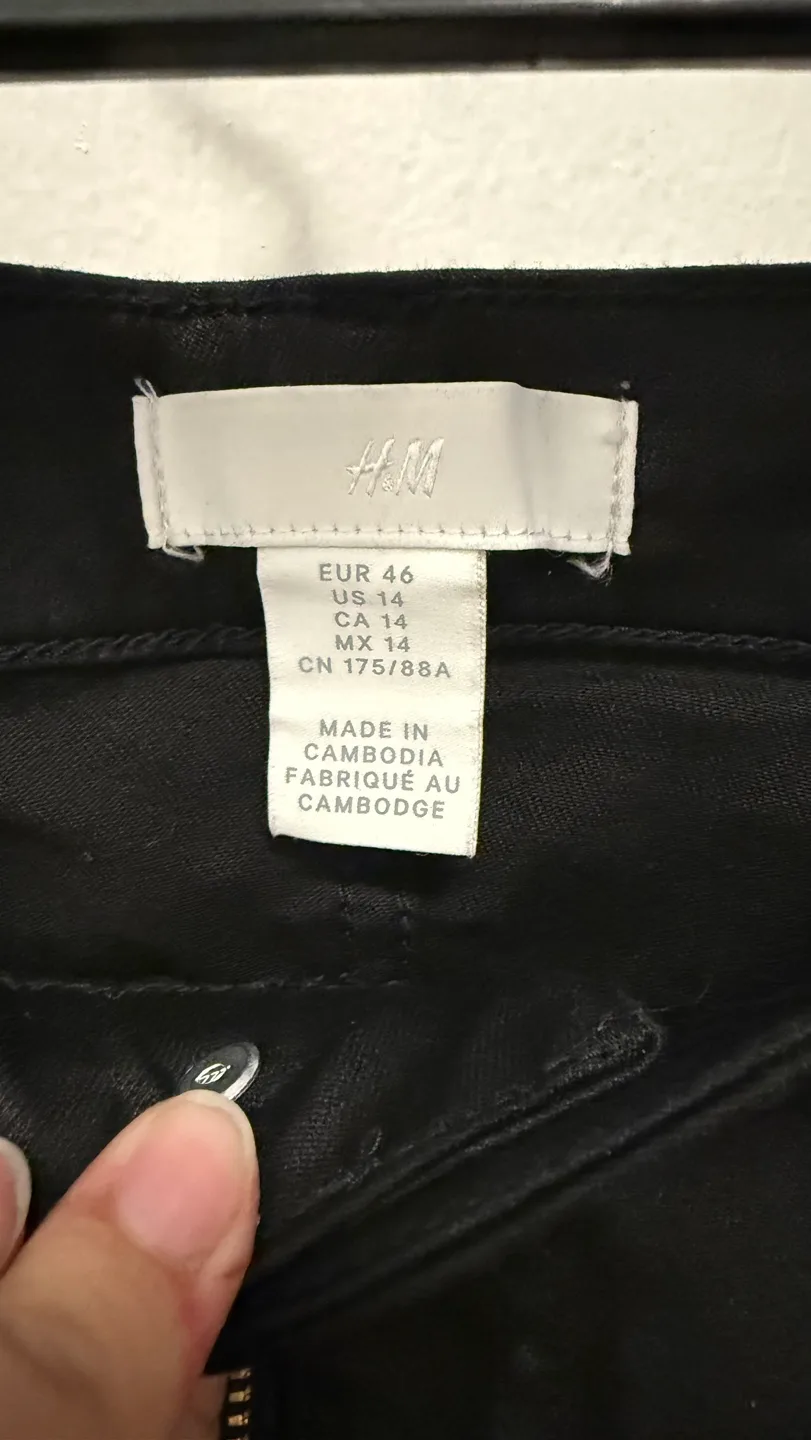 H&M
EUR 46
US 14
CA 14
MX 14
CN 175/88A
MADE IN
CAMBODIA
FABRIQUÉ AU
CAMBODGE